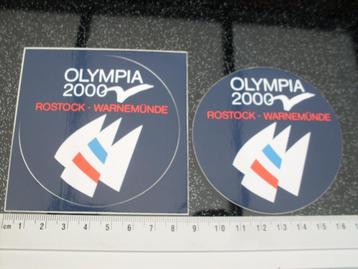 OLYMPIA
2000
ROSTOCK - WARNEMÜNDE
OLYMPIA
2000
ROSTOCK - WARNEMÜNDE
cm 1 2 3 4 5 6 7 8 9 10 11 12 13 14 15 16 17